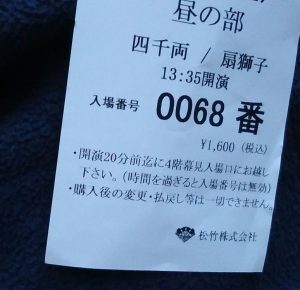 昼の部
四千両 / 扇獅子
13:35開演
入場番号 0068 番
¥1,600 (税込)
・開演20分前迄に4階幕見入場口にお越し
下さい。(時間を過ぎると入場番号は無効)
・購入後の変更・払戻し等は一切できません。
松竹株式会社